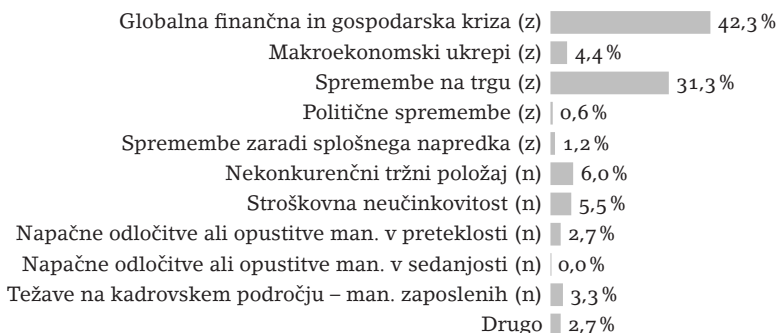 Globalna finančna in gospodarska kriza (z) 42,3 %
Makroekonomski ukrepi (z) 4,4 %
Spremembe na trgu (z) 31,3 %
Politične spremembe (z) 0,6 %
Spremembe zaradi splošnega napredka (z) 1,2 %
Nekonkurenčni tržni položaj (n) 6,0 %
Stroškovna neučinkovitost (n) 5,5 %
Napačne odločitve ali opustitve man. v preteklosti (n) 2,7 %
Napačne odločitve ali opustitve man. v sedanjosti (n) 0,0 %
Težave na kadrovskem področju – man. zaposlenih (n) 3,3 %
Drugo 2,7 %